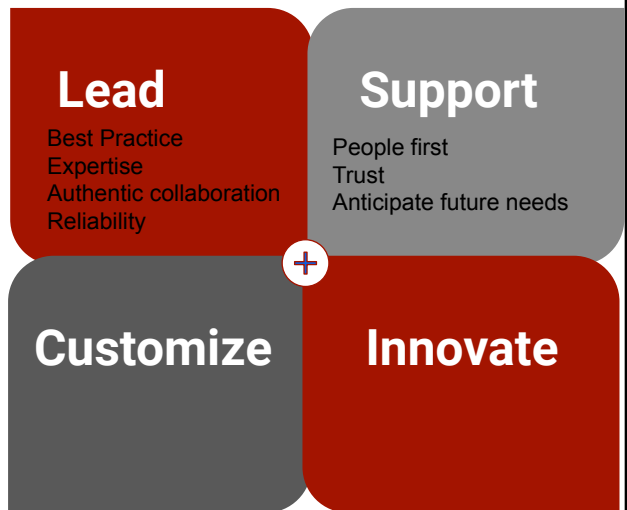 Lead
Best Practice
Expertise
Authentic collaboration
Reliability
Support
People first
Trust
Anticipate future needs
Customize
Innovate